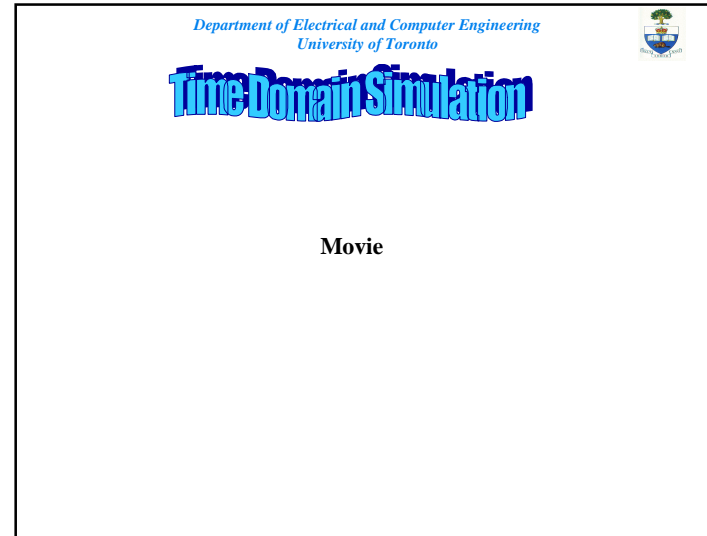 Department of Electrical and Computer Engineering
University of Toronto
Time Domain Simulation
Movie